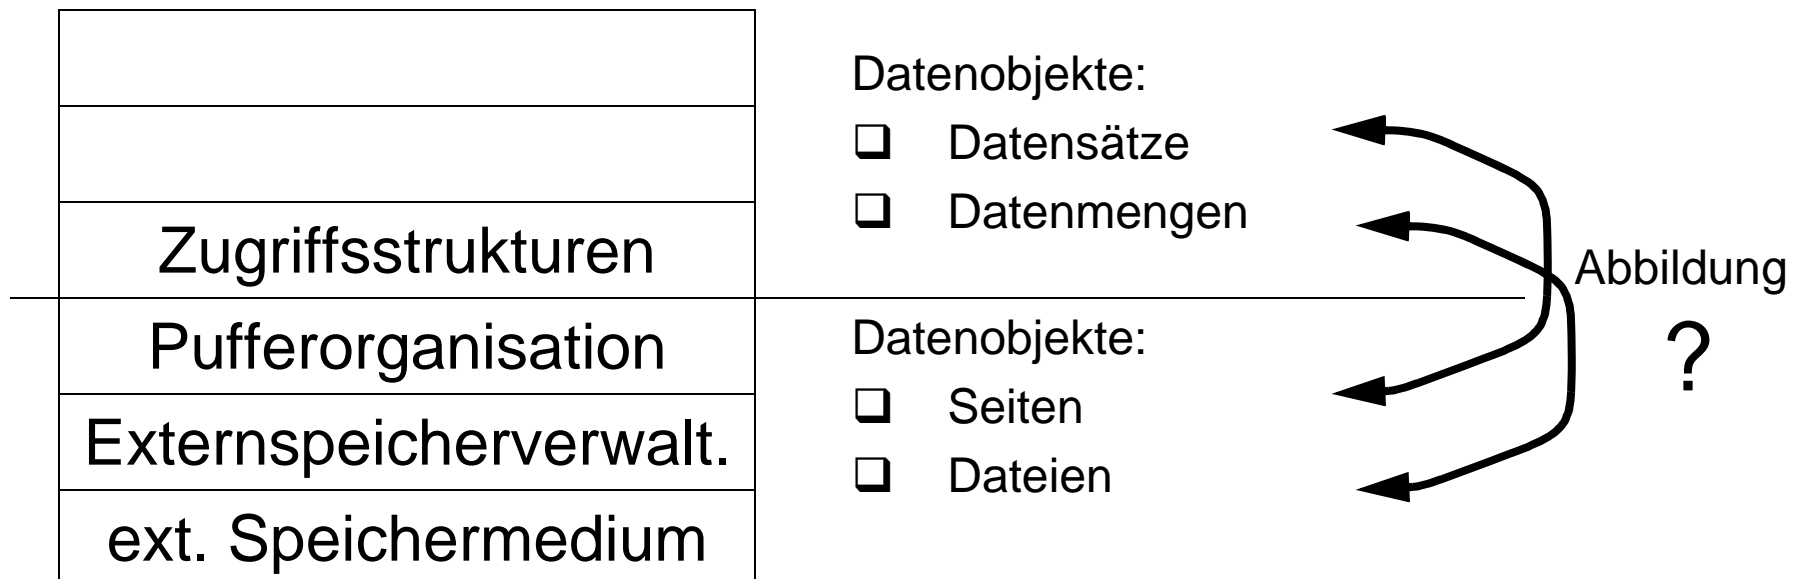 Zugriffsstrukturen
Pufferorganisation
Externspeicherverwalt.
ext. Speichermedium
Datenobjekte:
❑ Datensätze
❑ Datenmengen
Datenobjekte:
❑ Seiten
❑ Dateien
Abbildung
?